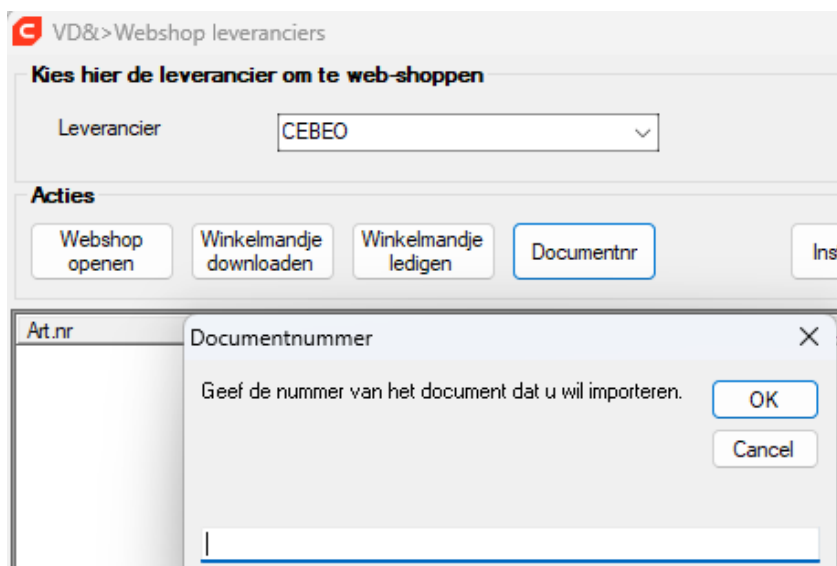 VD&>Webshop leveranciers
Kies hier de leverancier om te web-shoppen
Leverancier
CEBEO
Acties
Webshop openen
Winkelmandje downloaden
Winkelmandje ledigen
Documentnr
Ins
Art.nr
Documentnummer
Geef de nummer van het document dat u wil importeren.
OK
Cancel